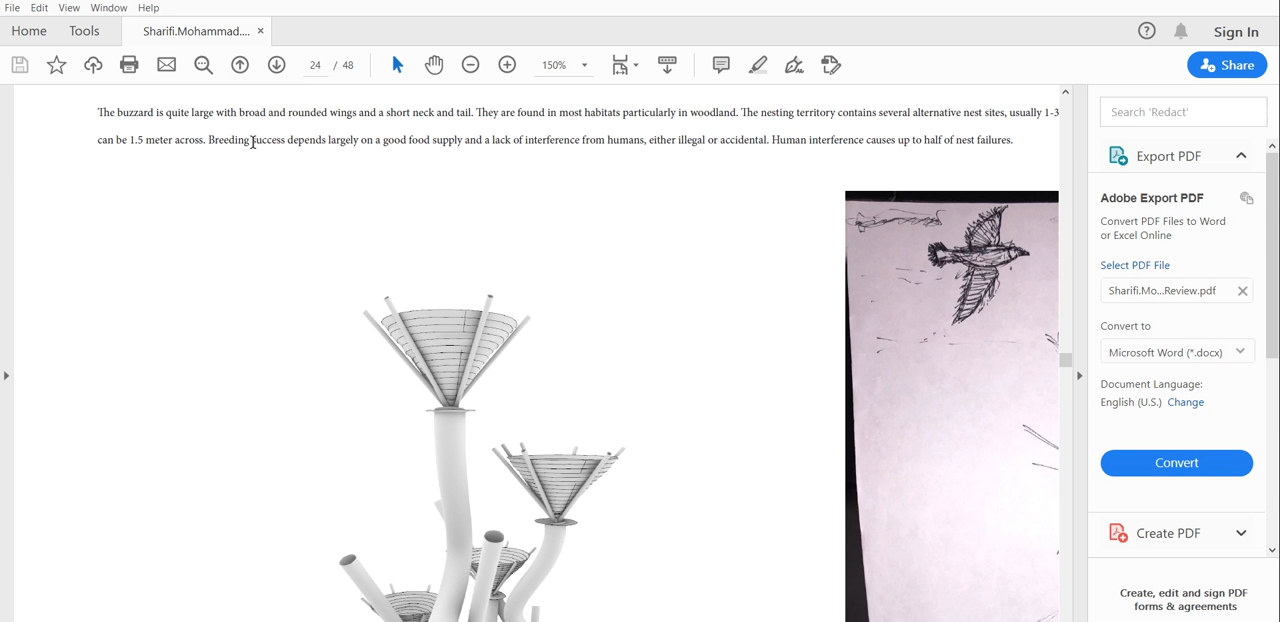 File Edit View Window Help
Home Tools Sharifi.Mohammad.... × Sign In
24 / 48 150% Share
The buzzard is quite large with broad and rounded wings and a short neck and tail. They are found in most habitats particularly in woodland. The nesting territory contains several alternative nest sites, usually 1-3
can be 1.5 meter across. Breeding success depends largely on a good food supply and a lack of interference from humans, either illegal or accidental. Human interference causes up to half of nest failures.
Search 'Redact'
Export PDF
Adobe Export PDF
Convert PDF Files to Word
or Excel Online
Select PDF File
Sharifi.Mo...Review.pdf
Convert to
Microsoft Word (*.docx)
Document Language:
English (U.S.) Change
Convert
Create PDF
Create, edit and sign PDF
forms & agreements